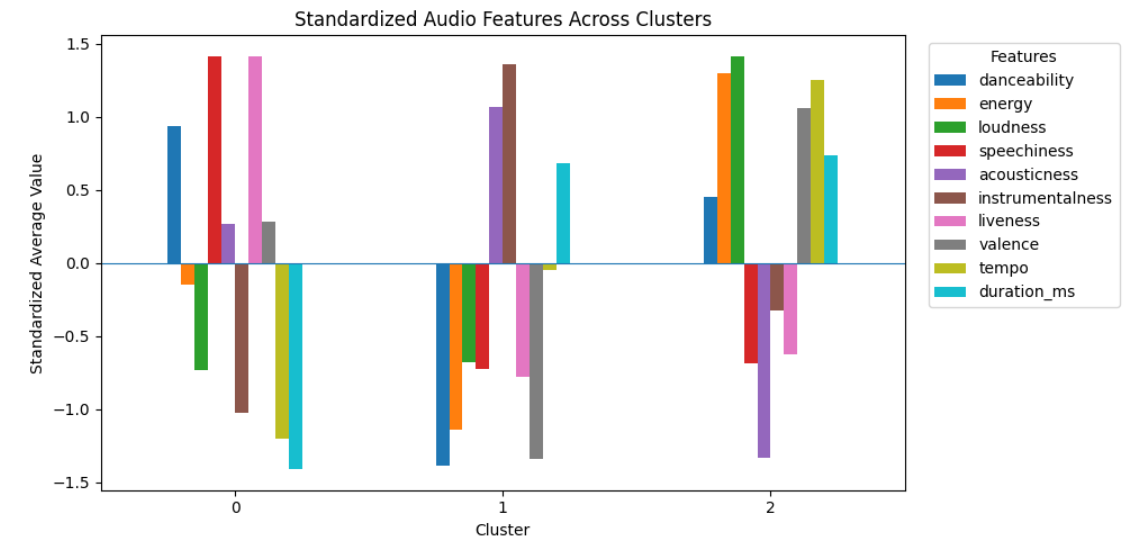 Standardized Audio Features Across Clusters
Standardized Average Value
1.5
1.0
0.5
0.0
−0.5
−1.0
−1.5
0
1
2
Cluster
Features
danceability
energy
loudness
speechiness
acousticness
instrumentalness
liveness
valence
tempo
duration_ms